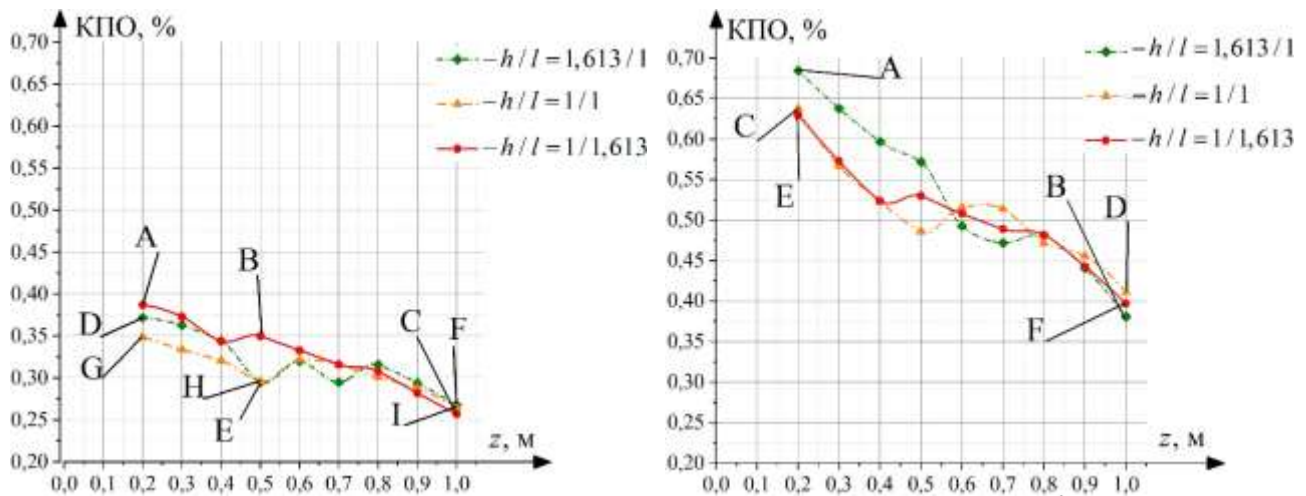 КПО, %
0,70
0,65
0,60
0,55
0,50
0,45
0,40
0,35
0,30
0,25
0,20
– h / l = 1,613 / 1
– h / l = 1 / 1
– h / l = 1 / 1,613
A
B
D
C
F
G
H
E
I
z, м
0,0 0,1 0,2 0,3 0,4 0,5 0,6 0,7 0,8 0,9 1,0
КПО, %
0,70
0,65
0,60
0,55
0,50
0,45
0,40
0,35
0,30
0,25
0,20
– h / l = 1,613 / 1
– h / l = 1 / 1
– h / l = 1 / 1,613
A
C
E
B
D
F
z, м
0,0 0,1 0,2 0,3 0,4 0,5 0,6 0,7 0,8 0,9 1,0